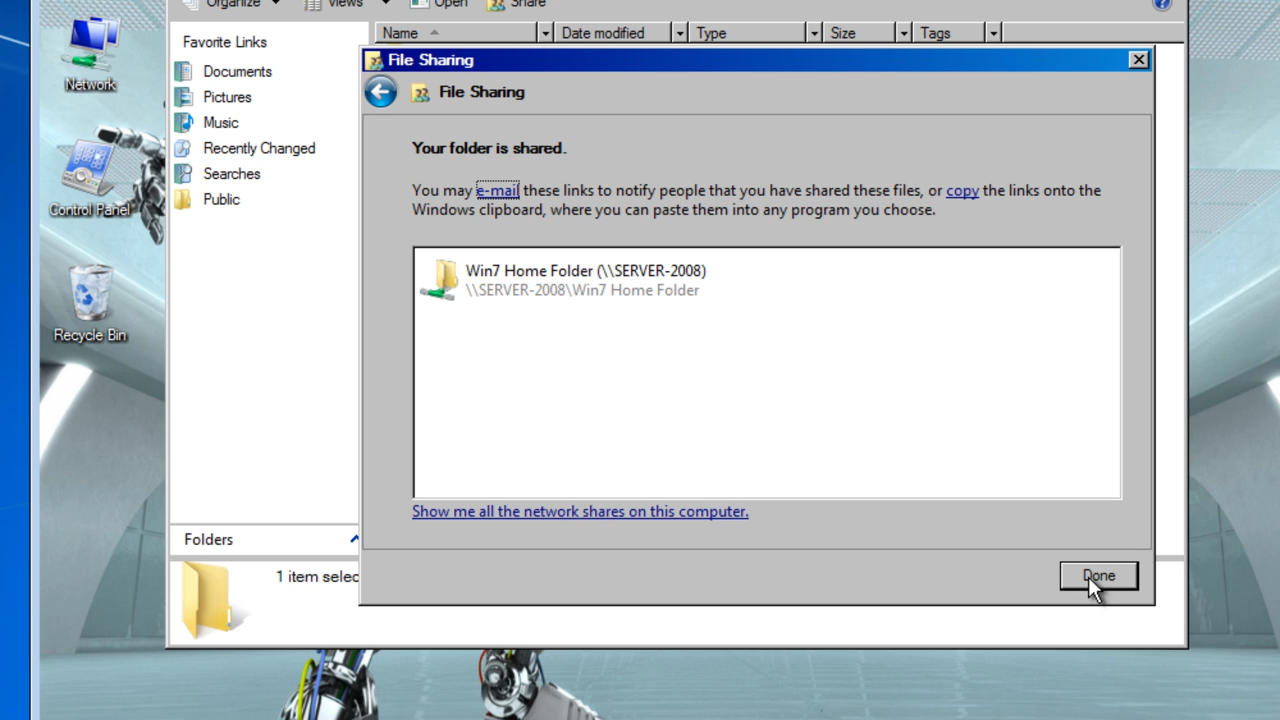 Organize Views Open Share
Network
Favorite Links
Name Date modified Type Size Tags
File Sharing
Documents
File Sharing
Pictures
Music
Your folder is shared.
Recently Changed
Searches
You may e-mail these links to notify people that you have shared these files, or copy the links onto the
Windows clipboard, where you can paste them into any program you choose.
Public
Control Panel
Win7 Home Folder (\\SERVER-2008)
\\SERVER-2008\Win7 Home Folder
Recycle Bin
Show me all the network shares on this computer.
Folders
1 item selec
Done